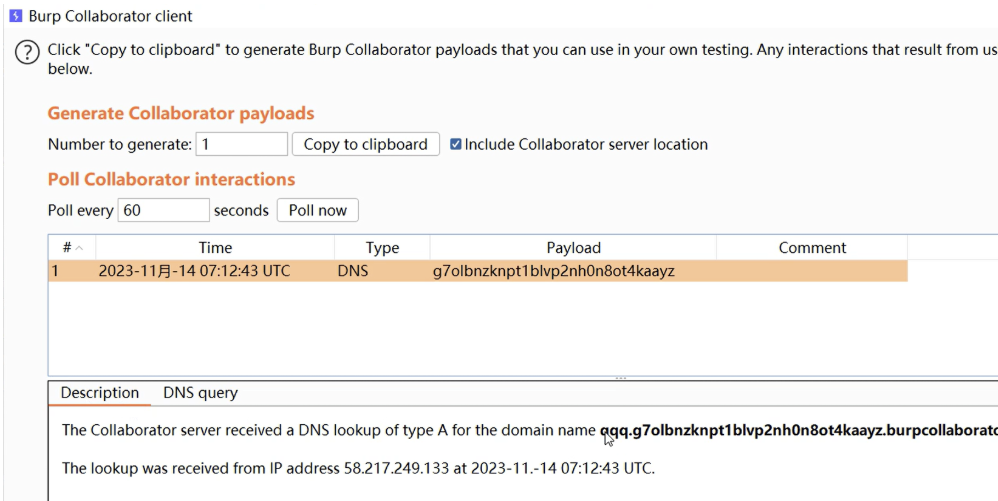 Burp Collaborator client
Click "Copy to clipboard" to generate Burp Collaborator payloads that you can use in your own testing. Any interactions that result from us
below.
Generate Collaborator payloads
Number to generate: 1 Copy to clipboard Include Collaborator server location
Poll Collaborator interactions
Poll every 60 seconds Poll now
# Time Type Payload Comment
1 2023-11月-14 07:12:43 UTC DNS g7olbnzknpt1blvp2nh0n8ot4kaayz
Description DNS query
The Collaborator server received a DNS lookup of type A for the domain name qqq.g7olbnzknpt1blvp2nh0n8ot4kaayz.burpcollaborato
The lookup was received from IP address 58.217.249.133 at 2023-11.-14 07:12:43 UTC.